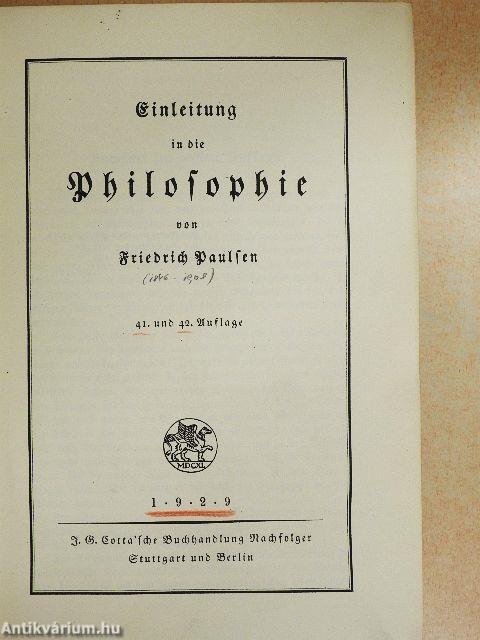 Einleitung
in die
Philosophie
von
Friedrich Paulsen
(1846-1908)
41. und 42. Auflage
MDCXL
1·9·2·9
J. G. Cotta'sche Buchhandlung Nachfolger
Stuttgart und Berlin
Antikvárium.hu